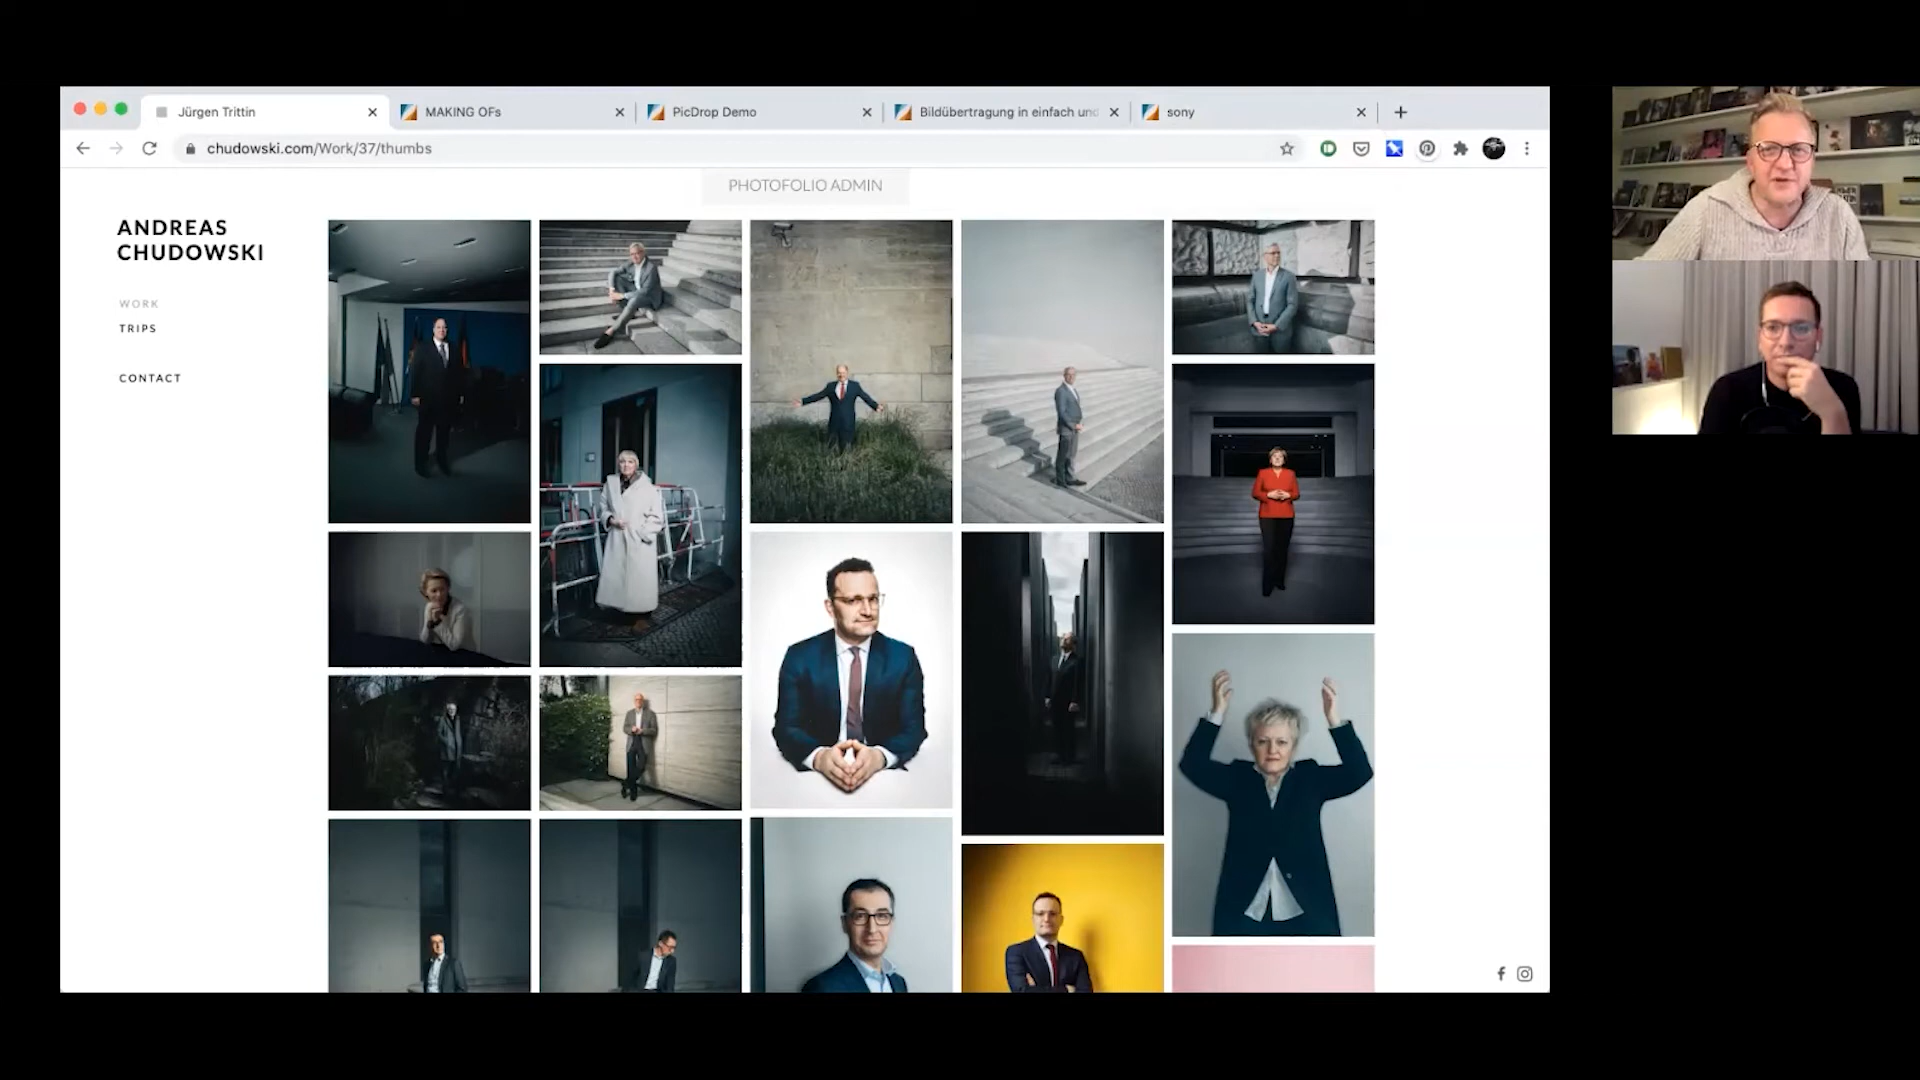 Jürgen Trittin
MAKING OFs
PicDrop Demo
Bildübertragung in einfach und
sony
chudowski.com/Work/37/thumbs
PHOTOFOLIO ADMIN
ANDREAS
CHUDOWSKI
WORK
TRIPS
CONTACT